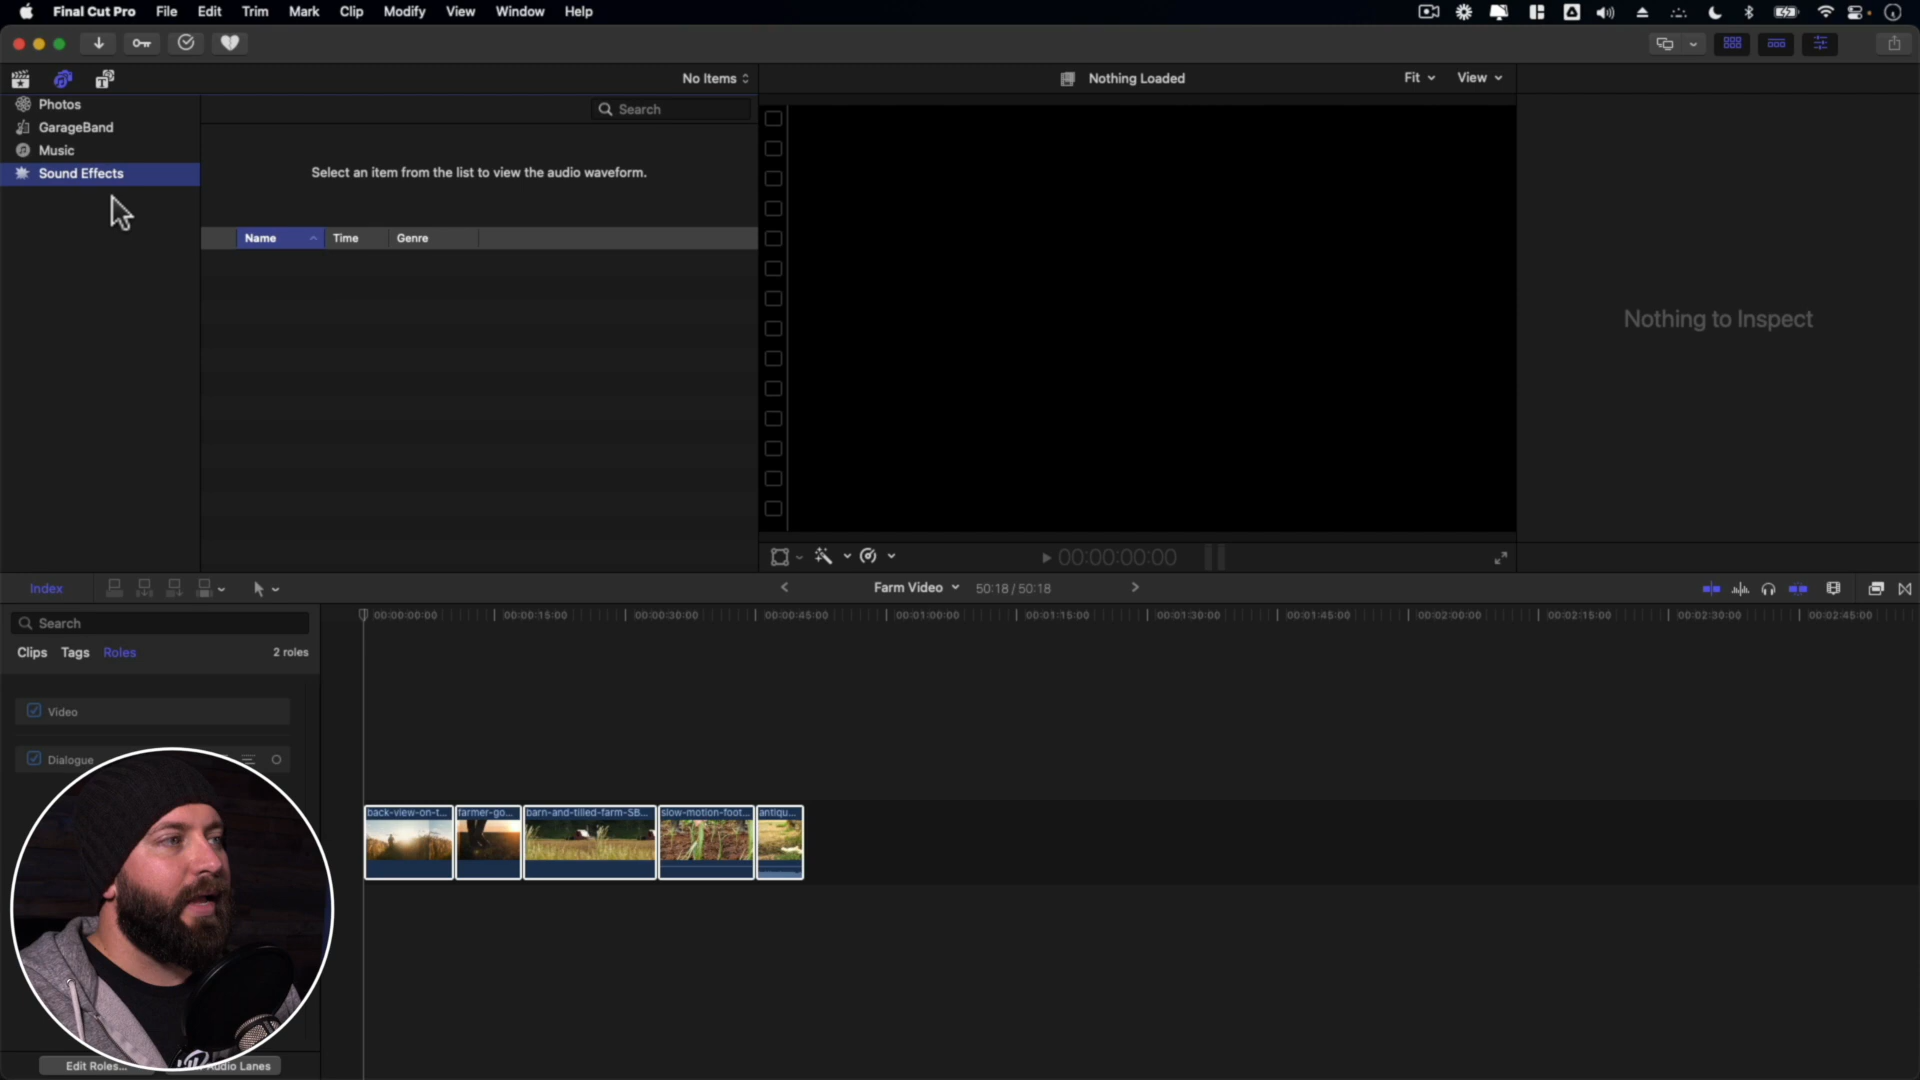 Final Cut Pro File Edit Trim Mark Clip Modify View Window Help
No Items
Nothing Loaded
Fit
View
Photos
GarageBand
Music
Sound Effects
Search
Select an item from the list to view the audio waveform.
Name Time Genre
Nothing to Inspect
00:00:00:00
Index
Farm Video
50:18 / 50:18
Search
Clips Tags Roles 2 roles
00:00:00:00 00:00:15:00 00:00:30:00 00:00:45:00 00:01:00:00 00:01:15:00 00:01:30:00 00:01:45:00 00:02:00:00 00:02:15:00 00:02:30:00 00:02:45:00
Video
Dialogue
back-view-on-t... farmer-go... barn-and-tilled-farm-SB... slow-motion-foot... antiqu...
Edit Roles... Audio Lanes